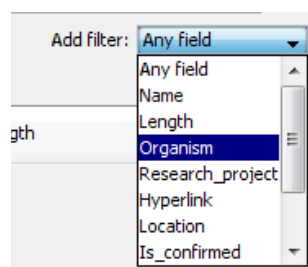 Add filter: Any field
Any field
Name
Length
gth
Organism
Research_project
Hyperlink
Location
Is_confirmed